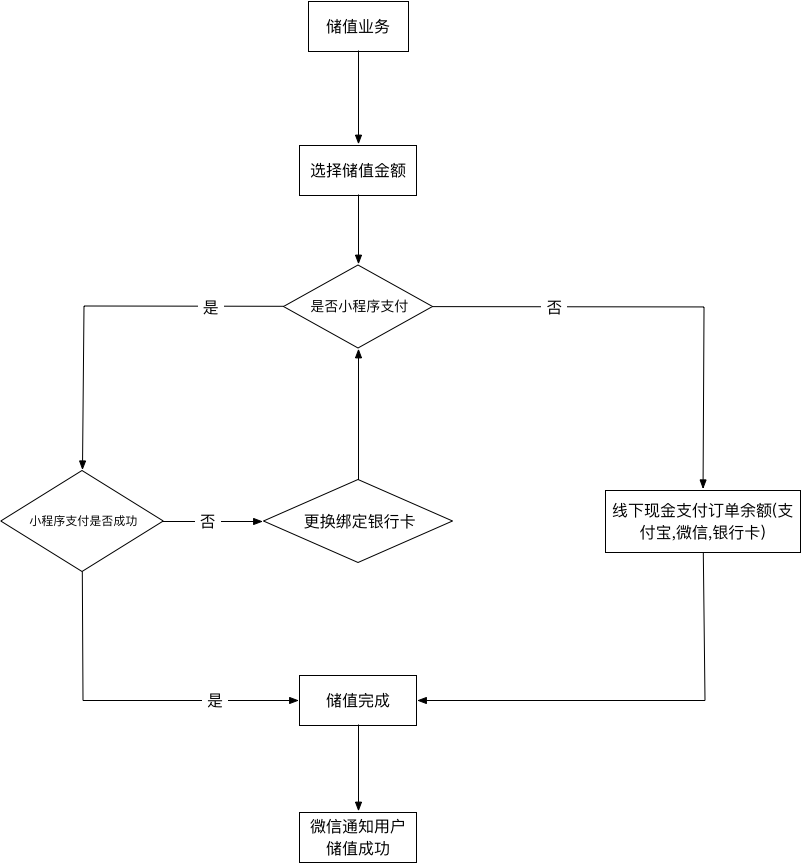 储值业务
选择储值金额
是否小程序支付
是
否
小程序支付是否成功
否
更换绑定银行卡
线下现金支付订单余额(支
付宝,微信,银行卡)
是
储值完成
微信通知用户
储值成功